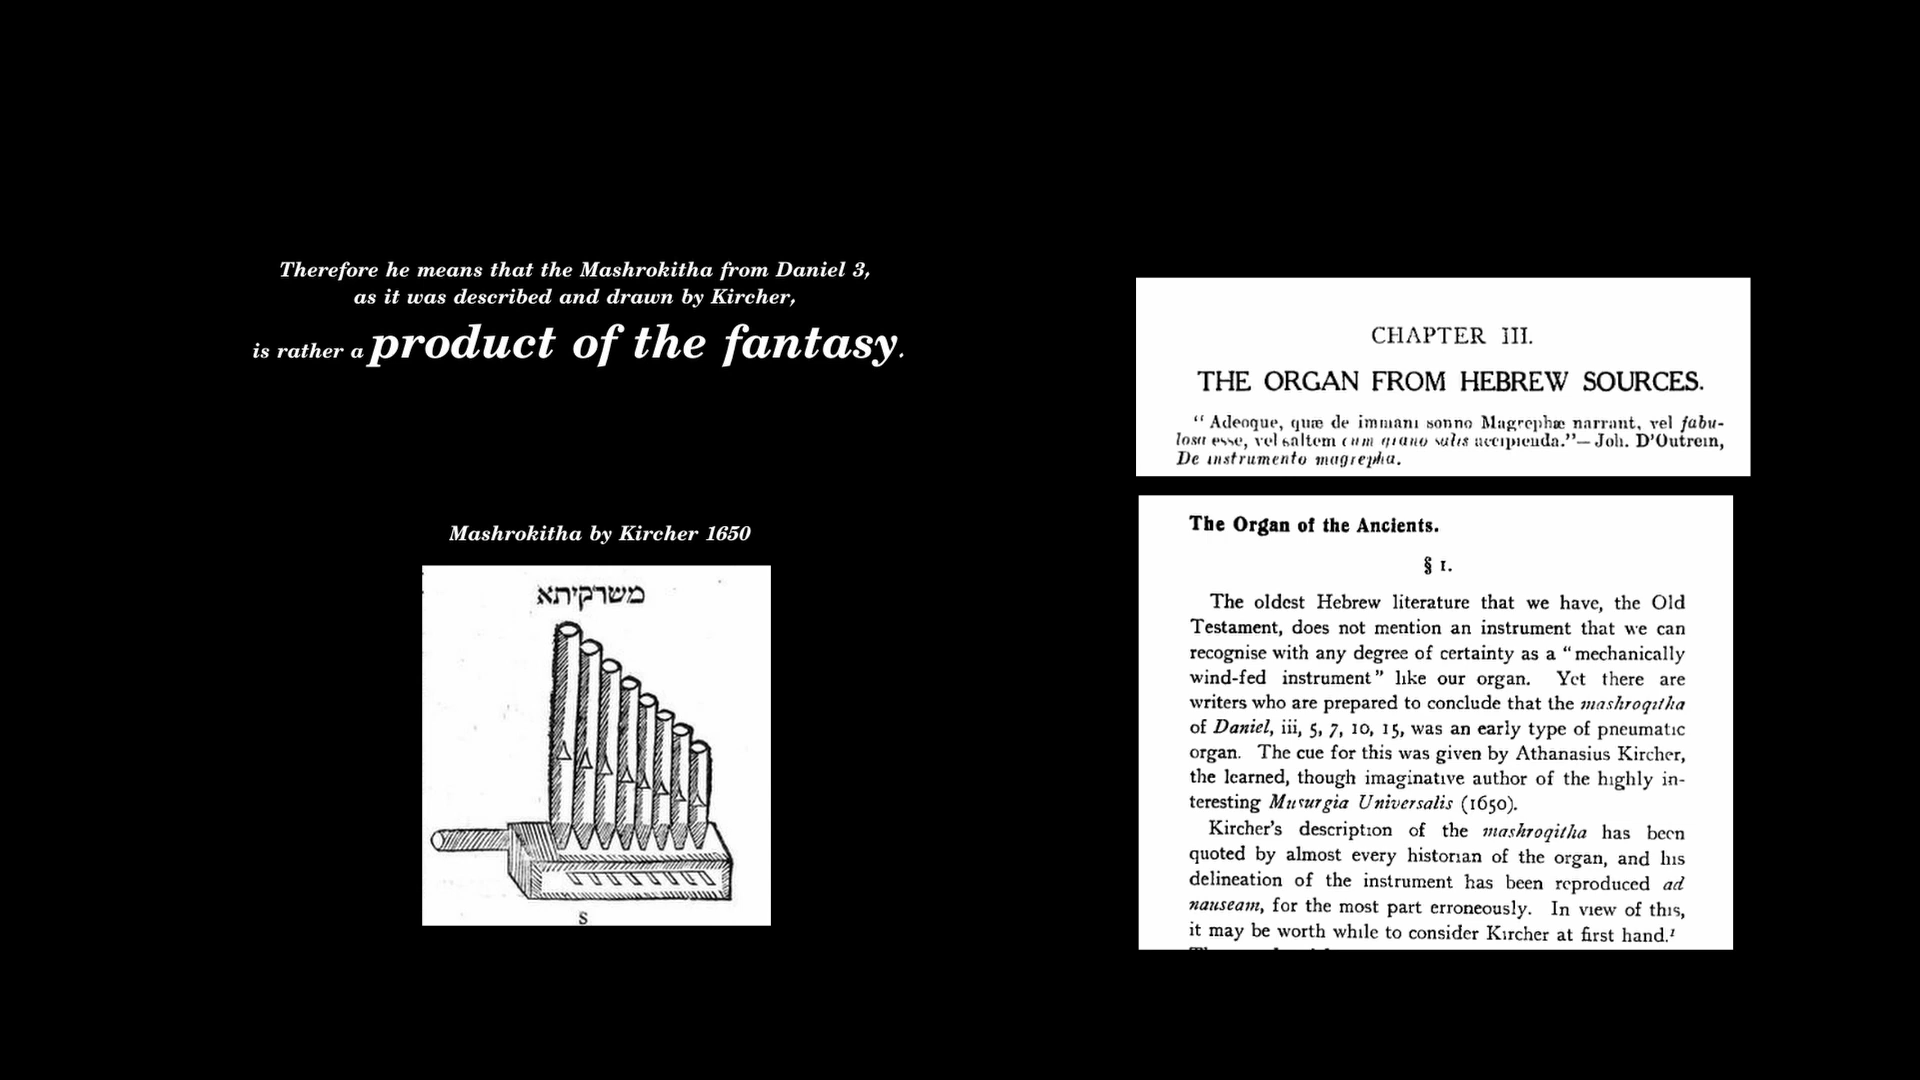 Therefore he means that the Mashrokitha from Daniel 3,
as it was described and drawn by Kircher,
is rather a product of the fantasy.
Mashrokitha by Kircher 1650
משרקיתא
S
CHAPTER III.
THE ORGAN FROM HEBREW SOURCES.
“ Adeoque, quæ de immani sonno Magrephæ narrant, vel fabu-
losa esse, vel saltem cum grano salis accipienda.”—Joh. D’Outrein,
De instrumento magrepha.
The Organ of the Ancients.
§ 1.
The oldest Hebrew literature that we have, the Old
Testament, does not mention an instrument that we can
recognise with any degree of certainty as a “mechanically
wind-fed instrument” like our organ. Yet there are
writers who are prepared to conclude that the mashroqitha
of Daniel, iii, 5, 7, 10, 15, was an early type of pneumatic
organ. The cue for this was given by Athanasius Kircher,
the learned, though imaginative author of the highly in-
teresting Musurgia Universalis (1650).
Kircher’s description of the mashroqitha has been
quoted by almost every historian of the organ, and his
delineation of the instrument has been reproduced ad
nauseam, for the most part erroneously. In view of this,
it may be worth while to consider Kircher at first hand.¹